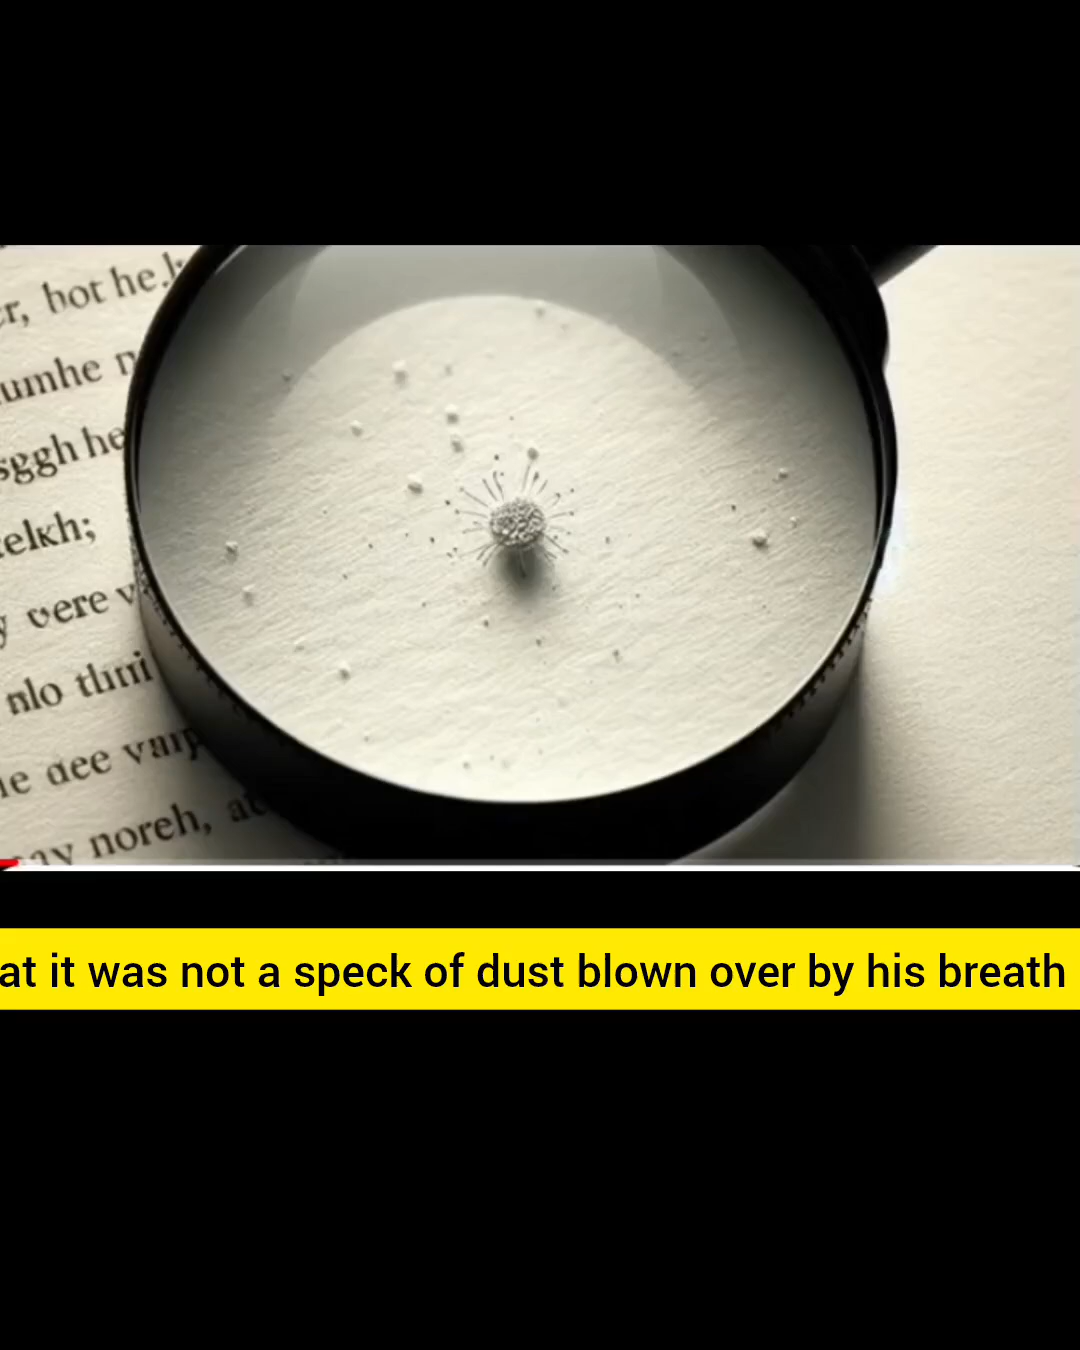 er, hot he
umhe
sggh he
elkh;
vere
nlo
dee
noreh,
at it was not a speck of dust blown over by his breath